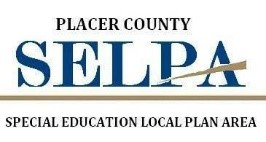 PLACER COUNTY
SELPA
SPECIAL EDUCATION LOCAL PLAN AREA